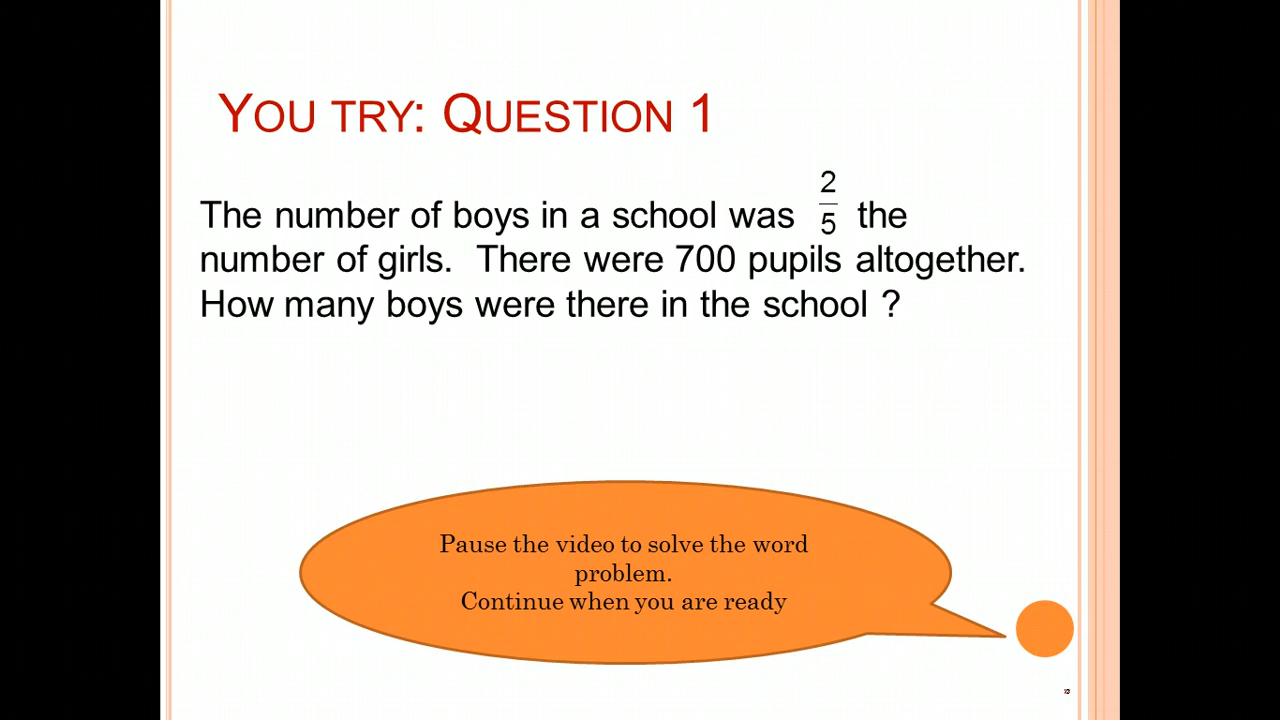 YOU TRY: QUESTION 1
The number of boys in a school was 2/5 the
number of girls. There were 700 pupils altogether.
How many boys were there in the school ?
Pause the video to solve the word
problem.
Continue when you are ready